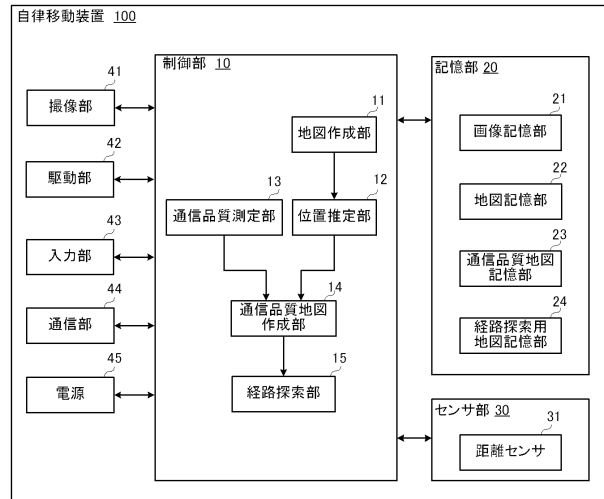 自律移動装置 100
制御部 10
記憶部 20
41
撮像部
42
駆動部
43
入力部
44
通信部
45
電源
11
地図作成部
13
通信品質測定部
12
位置推定部
14
通信品質地図
作成部
15
経路探索部
21
画像記憶部
22
地図記憶部
23
通信品質地図
記憶部
24
経路探索用
地図記憶部
センサ部 30
31
距離センサ